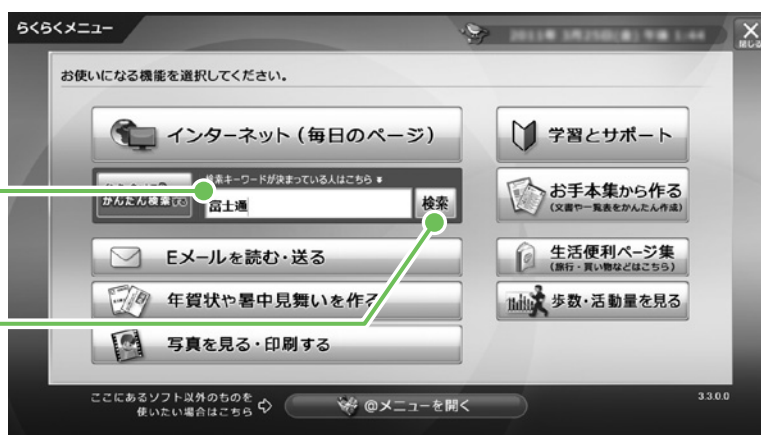 らくらくメニュー
閉じる
お使いになる機能を選択してください。
インターネット(毎日のページ)
学習とサポート
検索キーワードが決まっている人はこちら
かんたん検索
富士通
検索
お手本集から作る
(文書や一覧表をかんたん作成)
Eメールを読む・送る
生活便利ページ集
(旅行・買い物などはこちら)
年賀状や暑中見舞いを作る
歩数・活動量を見る
写真を見る・印刷する
ここにあるソフト以外のものを
使いたい場合はこちら
@メニューを開く
3.3.0.0